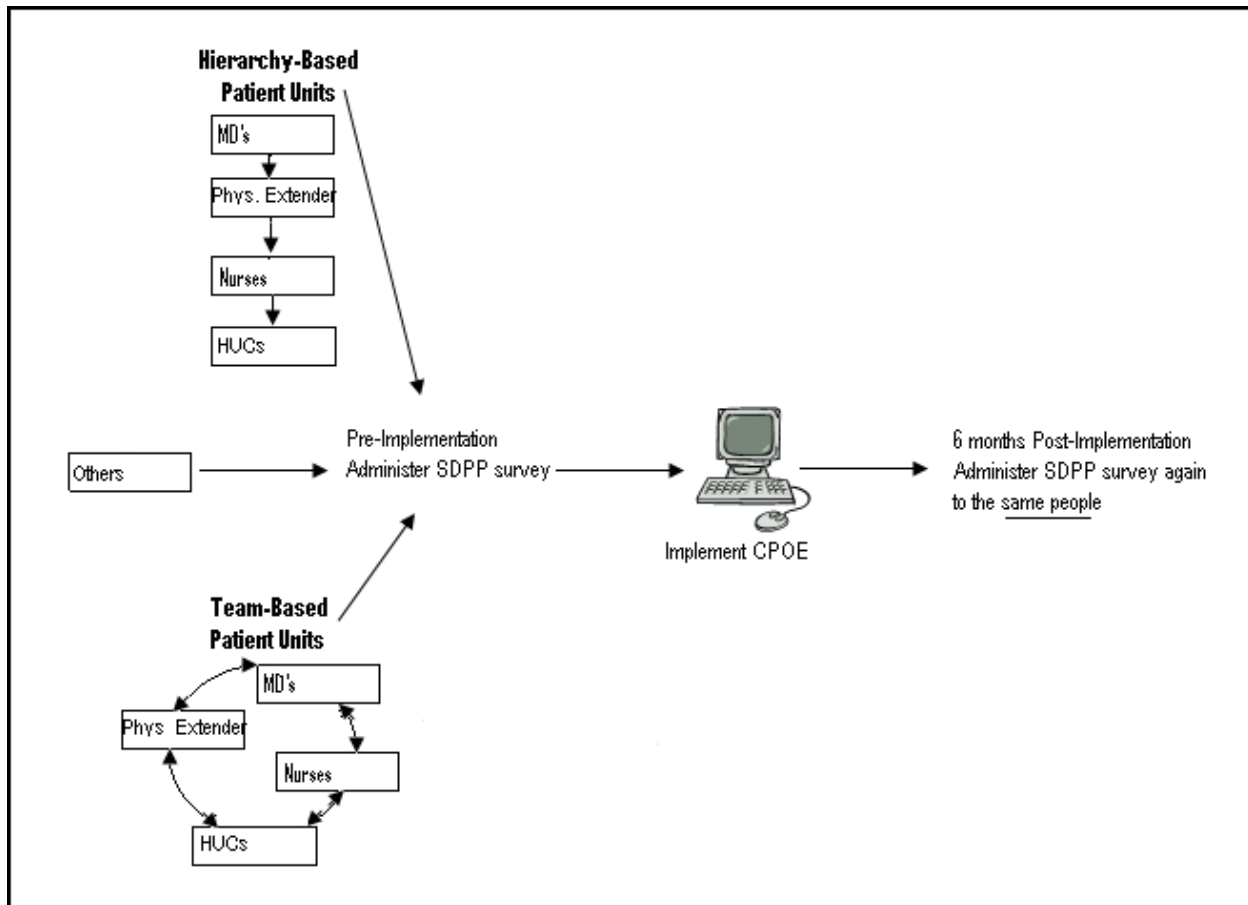 Hierarchy-Based
Patient Units
MD's
Phys. Extender
Nurses
HUCs
Others
Pre-Implementation
Administer SDPP survey
Implement CPOE
6 months Post-Implementation
Administer SDPP survey again
to the same people
Team-Based
Patient Units
MD's
Phys Extender
Nurses
HUCs